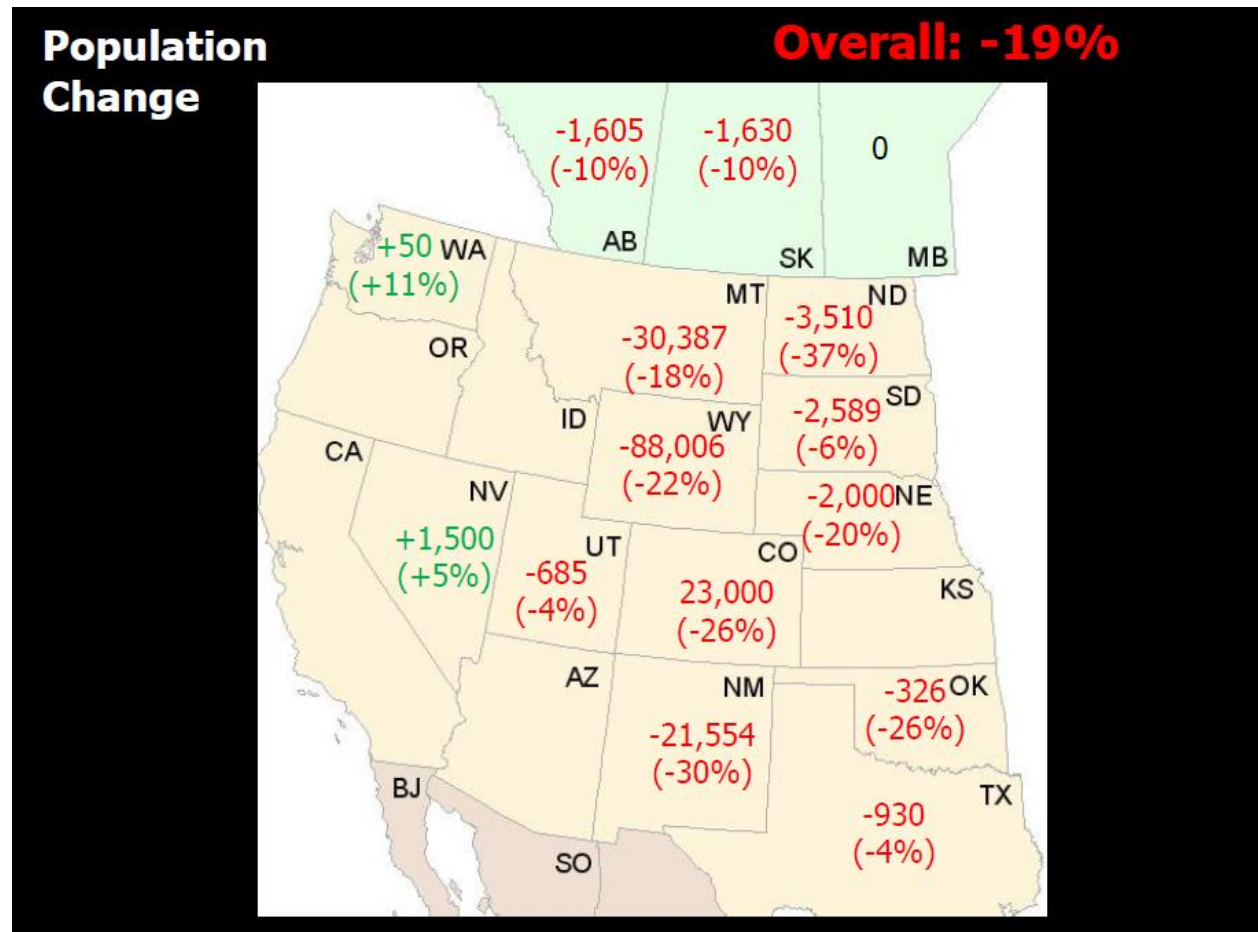 Population
Change
Overall: -19%
-1,605
(-10%)
AB
-1,630
(-10%)
SK
0
MB
+50 WA
(+11%)
OR
MT
-30,387
(-18%)
ND
-3,510
(-37%)
ID
WY
-88,006
(-22%)
SD
-2,589
(-6%)
CA
NV
+1,500
(+5%)
UT
-685
(-4%)
CO
23,000
(-26%)
-2,000 NE
(-20%)
KS
AZ
NM
-21,554
(-30%)
-326 OK
(-26%)
BJ
SO
TX
-930
(-4%)